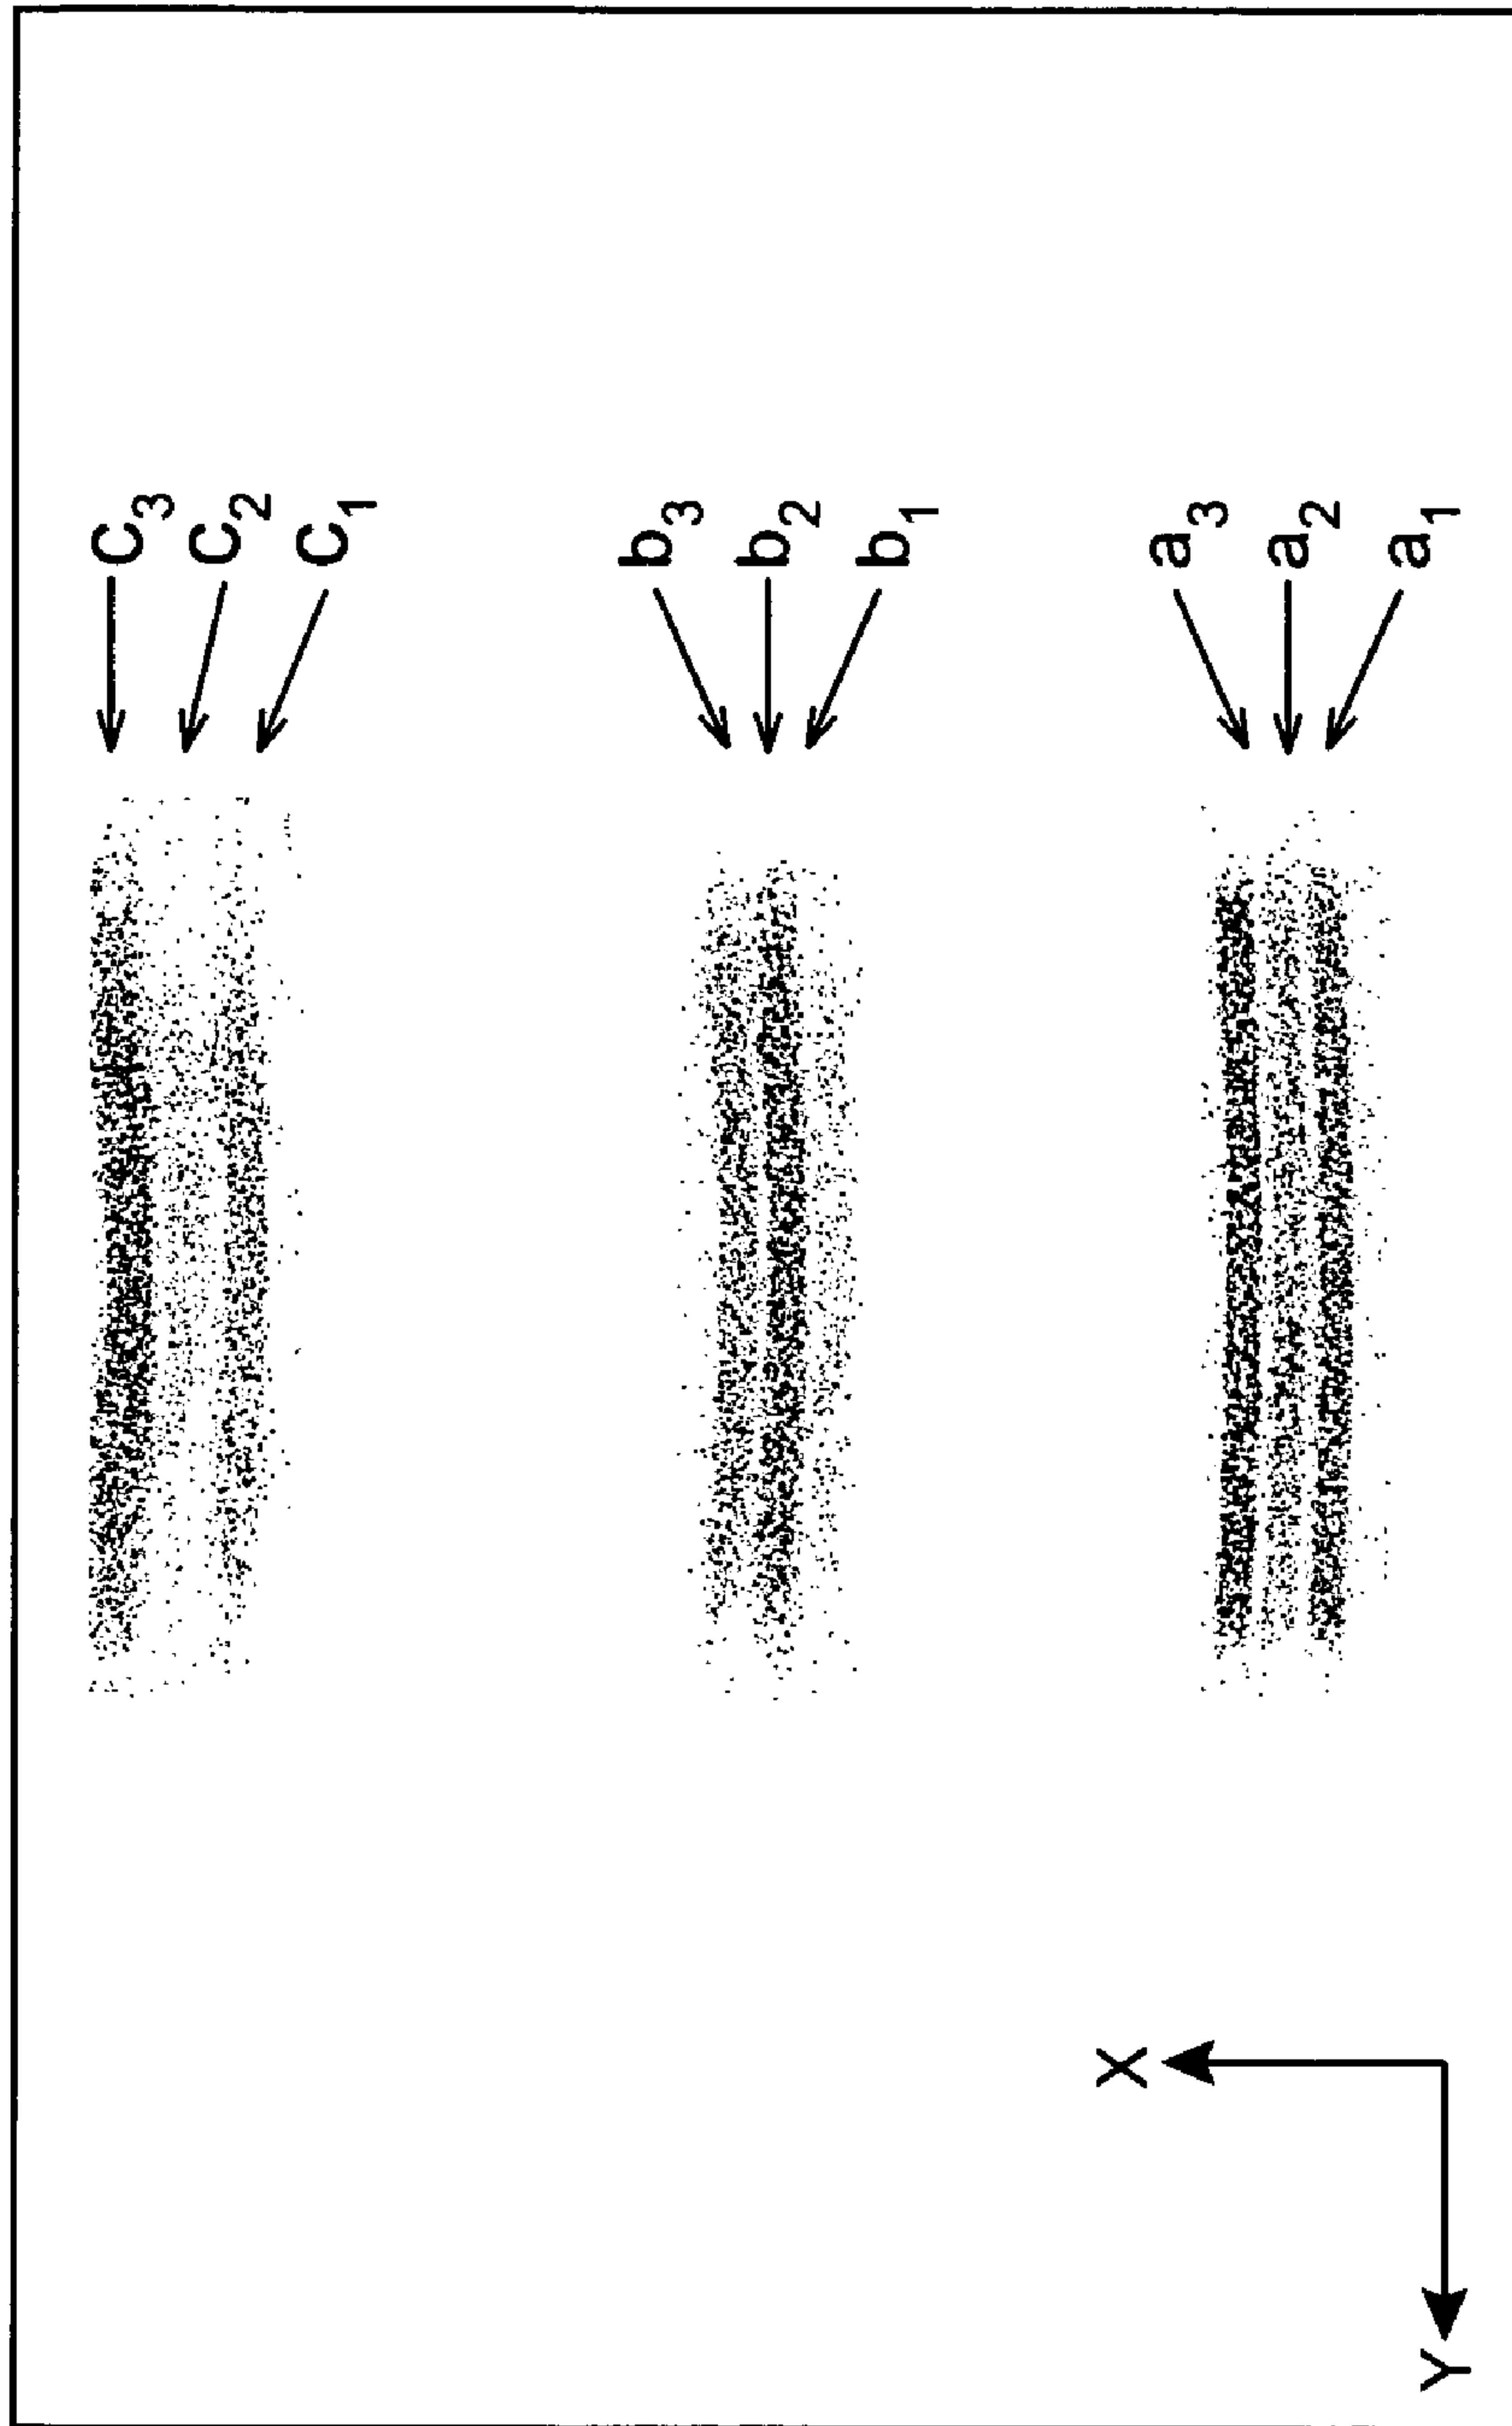 c₃
c₂
c₁
b₃
b₂
b₁
a₃
a₂
a₁
X
Y